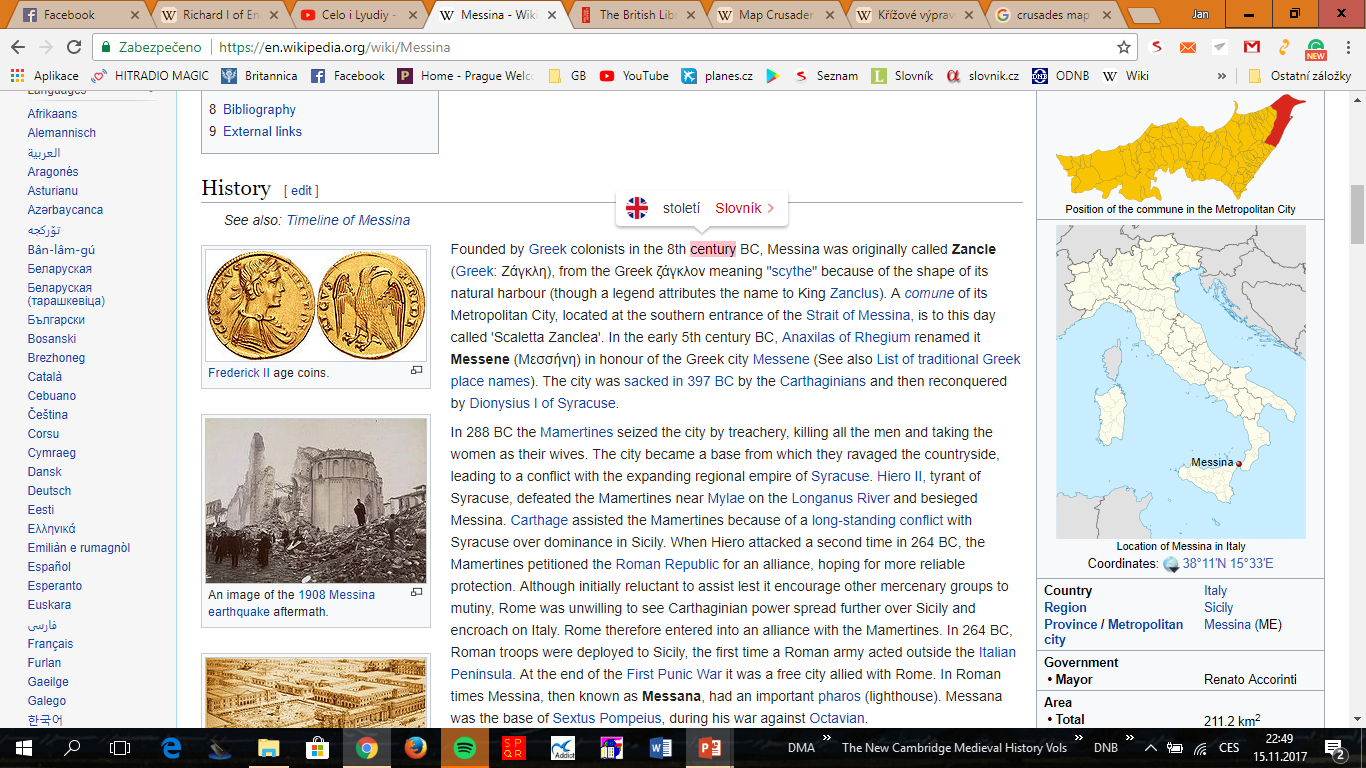 Facebook
Richard I of En
Celo i Lyudiy -
Messina - Wiki
The British Libr
Map Crusader
Křížové výprav
crusades map
Jan
Zabezpečeno
https://en.wikipedia.org/wiki/Messina
NEW
Aplikace
HITRADIO MAGIC
Britannica
Facebook
Home - Prague Welco
GB
YouTube
planes.cz
Seznam
Slovník
slovnik.cz
ODNB
Wiki
»
Ostatní záložky
Languages
Afrikaans
Alemannisch
العربية
Aragonés
Asturianu
Azərbaycanca
تۆرکجه
Bân-lâm-gú
Беларуская
Беларуская
(тарашкевіца)
Български
Bosanski
Brezhoneg
Català
Cebuano
Čeština
Corsu
Cymraeg
Dansk
Deutsch
Eesti
Ελληνικά
Emiliàn e rumagnòl
Español
Esperanto
Euskara
فارسی
Français
Furlan
Gaeilge
Galego
한국어
8 Bibliography
9 External links
History [ edit ]
See also: Timeline of Messina
století Slovník
Frederick II age coins.
An image of the 1908 Messina
earthquake aftermath.
Founded by Greek colonists in the 8th century BC, Messina was originally called Zancle
(Greek: Ζάγκλη), from the Greek ζάγκλον meaning "scythe" because of the shape of its
natural harbour (though a legend attributes the name to King Zanclus). A comune of its
Metropolitan City, located at the southern entrance of the Strait of Messina, is to this day
called 'Scaletta Zanclea'. In the early 5th century BC, Anaxilas of Rhegium renamed it
Messene (Μεσσήνη) in honour of the Greek city Messene (See also List of traditional Greek
place names). The city was sacked in 397 BC by the Carthaginians and then reconquered
by Dionysius I of Syracuse.
In 288 BC the Mamertines seized the city by treachery, killing all the men and taking the
women as their wives. The city became a base from which they ravaged the countryside,
leading to a conflict with the expanding regional empire of Syracuse. Hiero II, tyrant of
Syracuse, defeated the Mamertines near Mylae on the Longanus River and besieged
Messina. Carthage assisted the Mamertines because of a long-standing conflict with
Syracuse over dominance in Sicily. When Hiero attacked a second time in 264 BC, the
Mamertines petitioned the Roman Republic for an alliance, hoping for more reliable
protection. Although initially reluctant to assist lest it encourage other mercenary groups to
mutiny, Rome was unwilling to see Carthaginian power spread further over Sicily and
encroach on Italy. Rome therefore entered into an alliance with the Mamertines. In 264 BC,
Roman troops were deployed to Sicily, the first time a Roman army acted outside the Italian
Peninsula. At the end of the First Punic War it was a free city allied with Rome. In Roman
times Messina, then known as Messana, had an important pharos (lighthouse). Messana
was the base of Sextus Pompeius, during his war against Octavian.
Position of the commune in the Metropolitan City
Messina
Location of Messina in Italy
Coordinates: 38°11′N 15°33′E
Country Italy
Region Sicily
Province / Metropolitan Messina (ME)
city
Government
• Mayor Renato Accorinti
Area
• Total 211.2 km²
SPQR
Addict
DMA
»
The New Cambridge Medieval History Vols
»
DNB
»
CES
22:49
15.11.2017
2